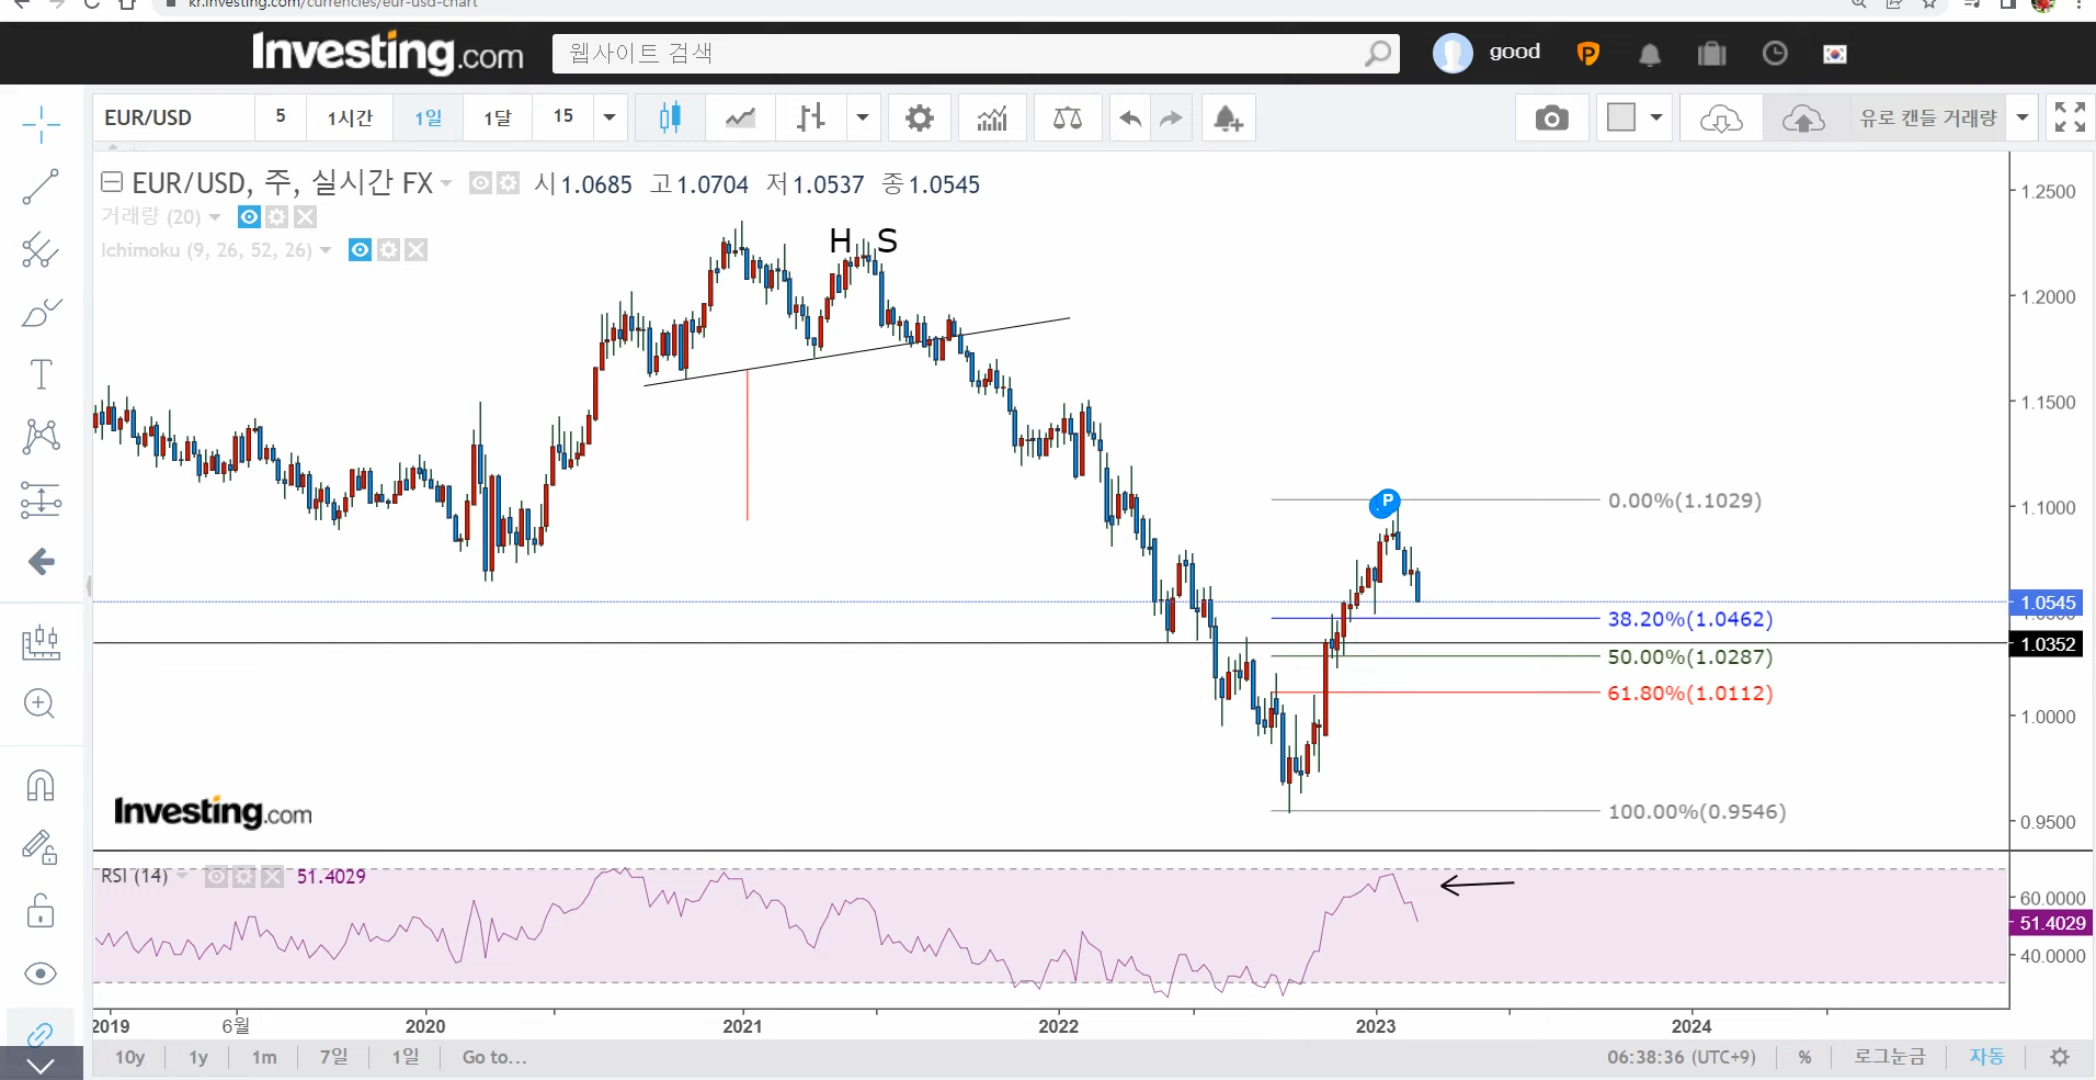 kr.investing.com/currencies/eur-usd-chart
Investing.com 웹사이트 검색 good P
EUR/USD 5 1시간 1일 1달 15 유로 캔들 거래량
EUR/USD, 주, 실시간 FX 시1.0685 고1.0704 저1.0537 종1.0545
거래량 (20)
Ichimoku (9, 26, 52, 26)
H S
1.2500
1.2000
1.1500
P
0.00%(1.1029)
1.1000
1.0545
38.20%(1.0462)
1.0352
50.00%(1.0287)
61.80%(1.0112)
1.0000
100.00%(0.9546)
0.9500
Investing.com
RSI (14) 51.4029
60.0000
51.4029
40.0000
2019 6월 2020 2021 2022 2023 2024
10y 1y 1m 7일 1일 Go to... 06:38:36 (UTC+9) % 로그눈금 자동